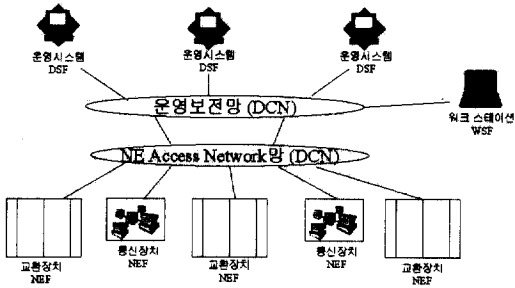 운영시스템
DSF
운영시스템
DSF
운영시스템
DSF
운영보전망 (DCN)
워크 스테이션
WSF
NE Access Network망 (DCN)
교환장치
NEF
통신장치
NEF
교환장치
NEF
통신장치
NEF
교환장치
NEF